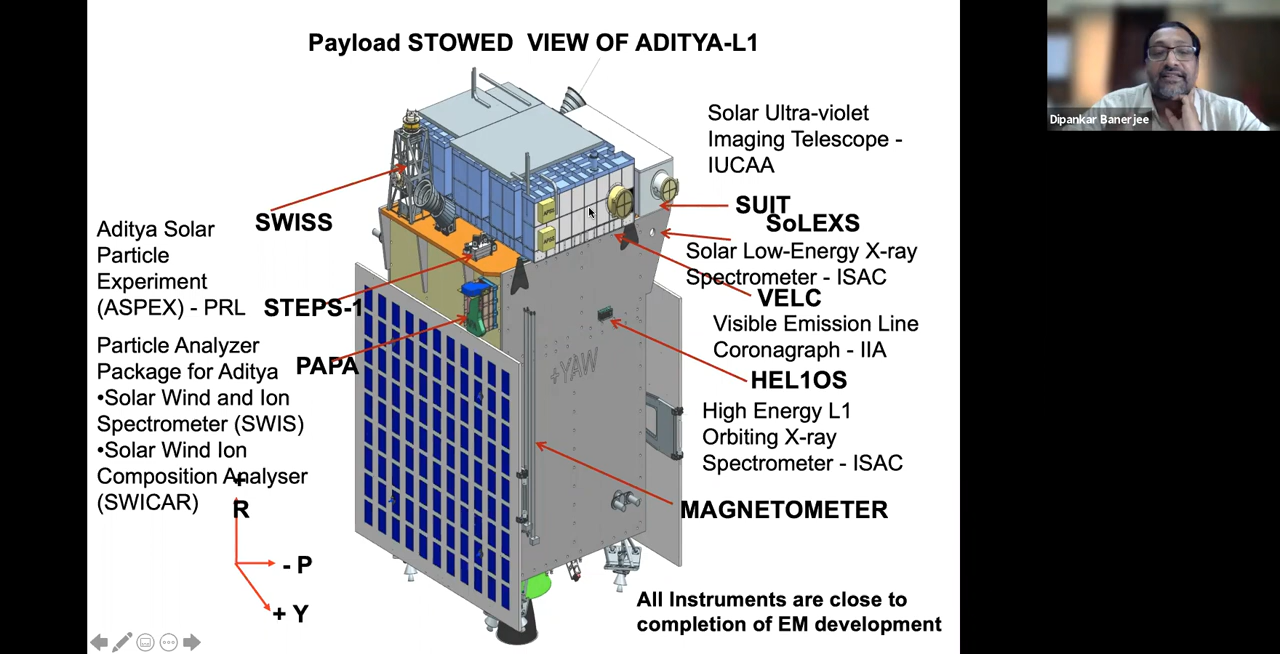 Payload STOWED VIEW OF ADITYA-L1
Dipankar Banerjee
Solar Ultra-violet
Imaging Telescope -
IUCAA
SUIT
SoLEXS
Solar Low-Energy X-ray
Spectrometer - ISAC
VELC
Visible Emission Line
Coronagraph - IIA
HEL1OS
High Energy L1
Orbiting X-ray
Spectrometer - ISAC
MAGNETOMETER
SWISS
Aditya Solar
Particle
Experiment
(ASPEX) - PRL
STEPS-1
Particle Analyzer
Package for Aditya
PAPA
•Solar Wind and Ion
Spectrometer (SWIS)
•Solar Wind Ion
Composition Analyser
(SWICAR)
+
R
- P
+ Y
+YAW
All Instruments are close to
completion of EM development